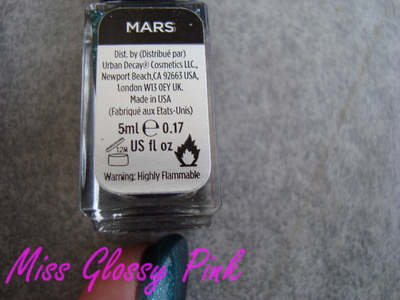 MARS
Dist. by (Distribué par)
Urban Decay® Cosmetics LLC.,
Newport Beach,CA 92663 USA,
London W13 0EY UK.
Made in USA
(Fabriqué aux Etats-Unis)
5ml ℮ 0.17
12M US fl oz
Warning: Highly Flammable
Miss Glossy Pink